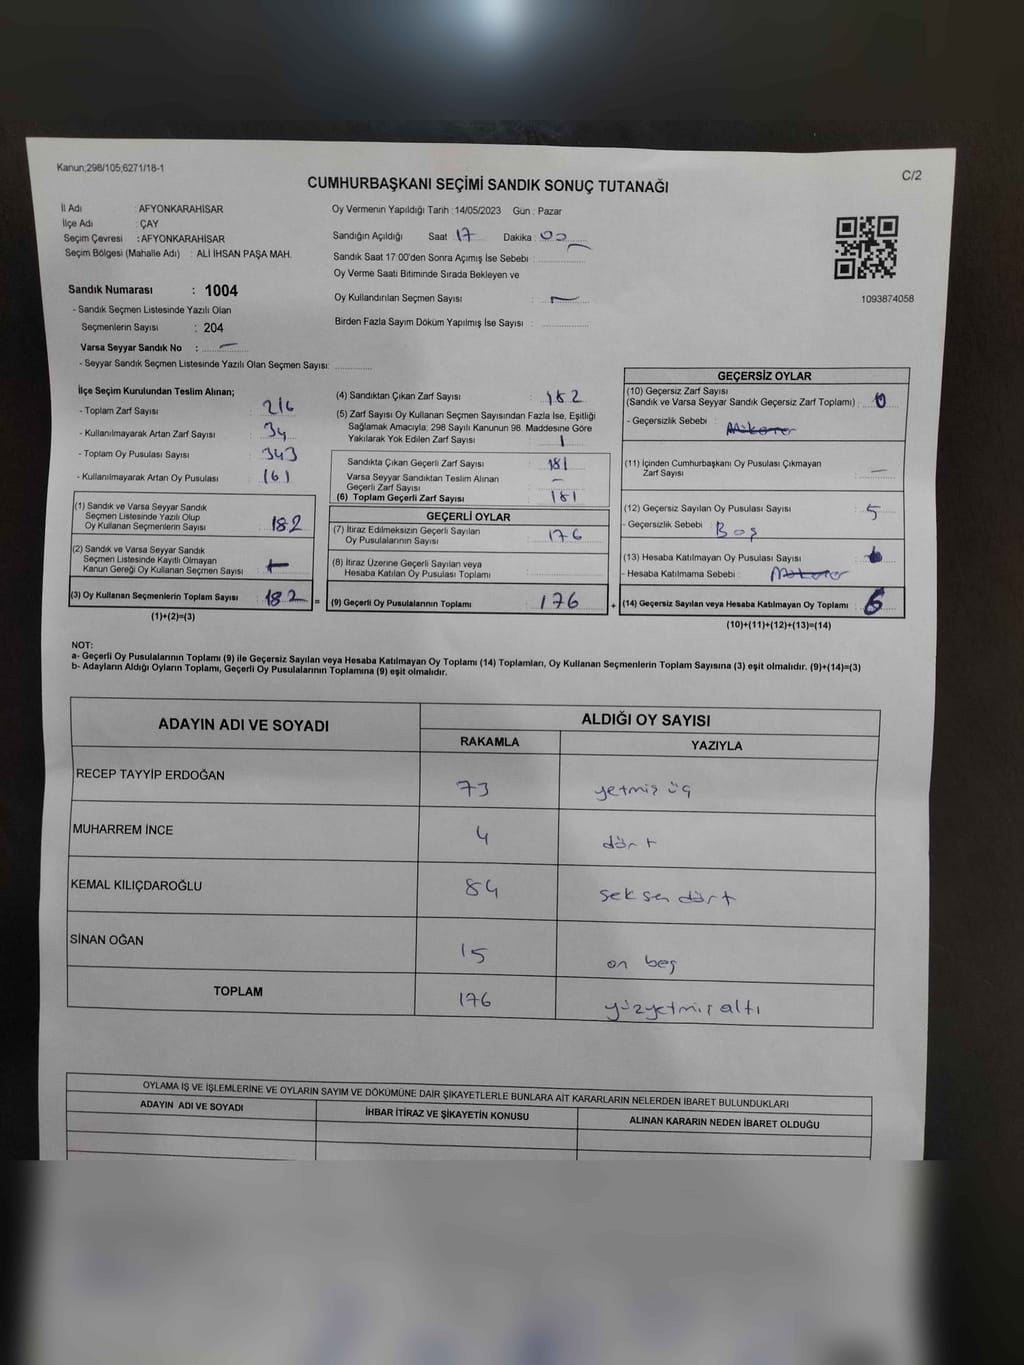 Kanun;298/105;6271/18-1
C/2
CUMHURBAŞKANI SEÇİMİ SANDIK SONUÇ TUTANAĞI
İl Adı : AFYONKARAHİSAR
İlçe Adı : ÇAY
Seçim Çevresi : AFYONKARAHİSAR
Seçim Bölgesi (Mahalle Adı) : ALİ İHSAN PAŞA MAH.
Oy Vermenin Yapıldığı Tarih :14/05/2023 Gün : Pazar
Sandığın Açıldığı Saat : 17 Dakika : 00
Sandık Saat 17:00'den Sonra Açımış İse Sebebi :
Oy Verme Saati Bitiminde Sırada Bekleyen ve
Oy Kullandırılan Seçmen Sayısı : —
Birden Fazla Sayım Döküm Yapılmış İse Sayısı :
1093874058
Sandık Numarası : 1004
- Sandık Seçmen Listesinde Yazılı Olan
Seçmenlerin Sayısı : 204
Varsa Seyyar Sandık No : —
- Seyyar Sandık Seçmen Listesinde Yazılı Olan Seçmen Sayısı:
İlçe Seçim Kurulundan Teslim Alınan;
- Toplam Zarf Sayısı : 216
- Kullanılmayarak Artan Zarf Sayısı : 34
- Toplam Oy Pusulası Sayısı : 343
- Kullanılmayarak Artan Oy Pusulası : 161
(1) Sandık ve Varsa Seyyar Sandık
Seçmen Listesinde Yazılı Olup
Oy Kullanan Seçmenlerin Sayısı : 182
(2) Sandık ve Varsa Seyyar Sandık
Seçmen Listesinde Kayıtlı Olmayan
Kanun Gereği Oy Kullanan Seçmen Sayısı :
(3) Oy Kullanan Seçmenlerin Toplam Sayısı : 182 =
(1)+(2)=(3)
(4) Sandıktan Çıkan Zarf Sayısı : 182
(5) Zarf Sayısı Oy Kullanan Seçmen Sayısından Fazla İse, Eşitliği
Sağlamak Amacıyla; 298 Sayılı Kanunun 98. Maddesine Göre
Yakılarak Yok Edilen Zarf Sayısı : 1
Sandıkta Çıkan Geçerli Zarf Sayısı : 181
Varsa Seyyar Sandıktan Teslim Alınan
Geçerli Zarf Sayısı : —
(6) Toplam Geçerli Zarf Sayısı : 181
GEÇERLİ OYLAR
(7) İtiraz Edilmeksizin Geçerli Sayılan
Oy Pusulalarının Sayısı : 176
(8) İtiraz Üzerine Geçerli Sayılan veya
Hesaba Katılan Oy Pusulası Toplamı :
(9) Geçerli Oy Pusulalarının Toplamı : 176 +
GEÇERSİZ OYLAR
(10) Geçersiz Zarf Sayısı
(Sandık ve Varsa Seyyar Sandık Geçersiz Zarf Toplamı) : 0
- Geçersizlik Sebebi :
(11) İçinden Cumhurbaşkanı Oy Pusulası Çıkmayan
Zarf Sayısı : —
(12) Geçersiz Sayılan Oy Pusulası Sayısı : 5
- Geçersizlik Sebebi : Boş
(13) Hesaba Katılmayan Oy Pusulası Sayısı :
- Hesaba Katılmama Sebebi :
(14) Geçersiz Sayılan veya Hesaba Katılmayan Oy Toplamı : 6
(10)+(11)+(12)+(13)=(14)
NOT:
a- Geçerli Oy Pusulalarının Toplamı (9) ile Geçersiz Sayılan veya Hesaba Katılmayan Oy Toplamı (14) Toplamları, Oy Kullanan Seçmenlerin Toplam Sayısına (3) eşit olmalıdır. (9)+(14)=(3)
b- Adayların Aldığı Oyların Toplamı, Geçerli Oy Pusulalarının Toplamına (9) eşit olmalıdır.
ADAYIN ADI VE SOYADI ALDIĞI OY SAYISI
RAKAMLA YAZIYLA
RECEP TAYYİP ERDOĞAN 73 yetmiş üç
MUHARREM İNCE 4 dört
KEMAL KILIÇDAROĞLU 84 seksen dört
SİNAN OĞAN 15 on beş
TOPLAM 176 yüzyetmiş altı
OYLAMA İŞ VE İŞLEMLERİNE VE OYLARIN SAYIM VE DÖKÜMÜNE DAİR ŞİKAYETLERLE BUNLARA AİT KARARLARIN NELERDEN İBARET BULUNDUKLARI
ADAYIN ADI VE SOYADI İHBAR İTİRAZ VE ŞİKAYETİN KONUSU ALINAN KARARIN NEDEN İBARET OLDUĞU